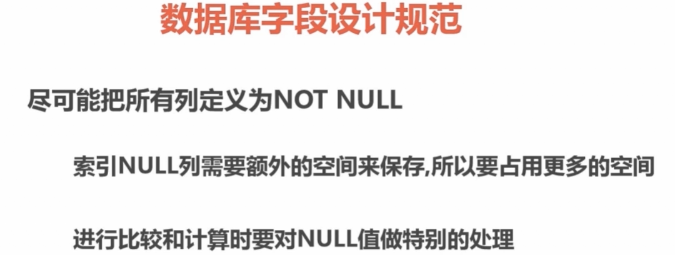 数据库字段设计规范
尽可能把所有列定义为NOT NULL
索引NULL列需要额外的空间来保存,所以要占用更多的空间
进行比较和计算时要对NULL值做特别的处理